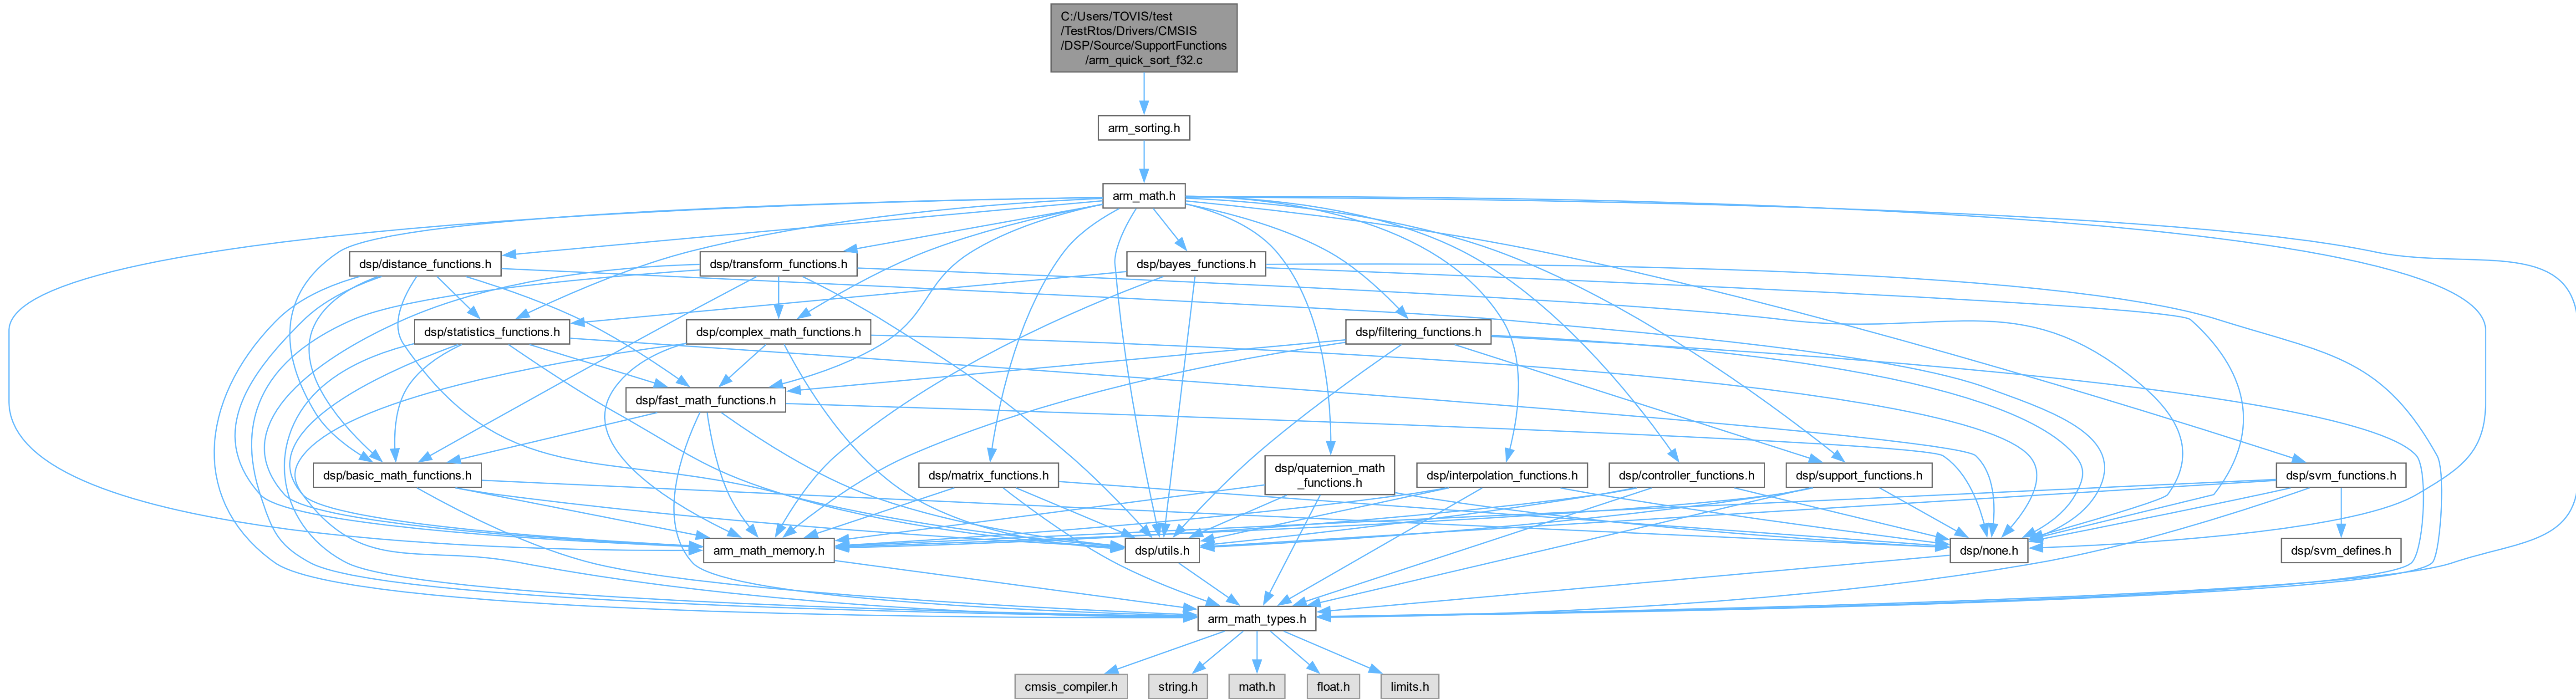 C:/Users/TOVIS/test
/TestRtos/Drivers/CMSIS
/DSP/Source/SupportFunctions
/arm_quick_sort_f32.c
arm_sorting.h
arm_math.h
dsp/distance_functions.h
dsp/transform_functions.h
dsp/bayes_functions.h
dsp/statistics_functions.h
dsp/complex_math_functions.h
dsp/filtering_functions.h
dsp/fast_math_functions.h
dsp/basic_math_functions.h
dsp/matrix_functions.h
dsp/quaternion_math
_functions.h
dsp/interpolation_functions.h
dsp/controller_functions.h
dsp/support_functions.h
dsp/svm_functions.h
arm_math_memory.h
dsp/utils.h
dsp/none.h
dsp/svm_defines.h
arm_math_types.h
cmsis_compiler.h
string.h
math.h
float.h
limits.h